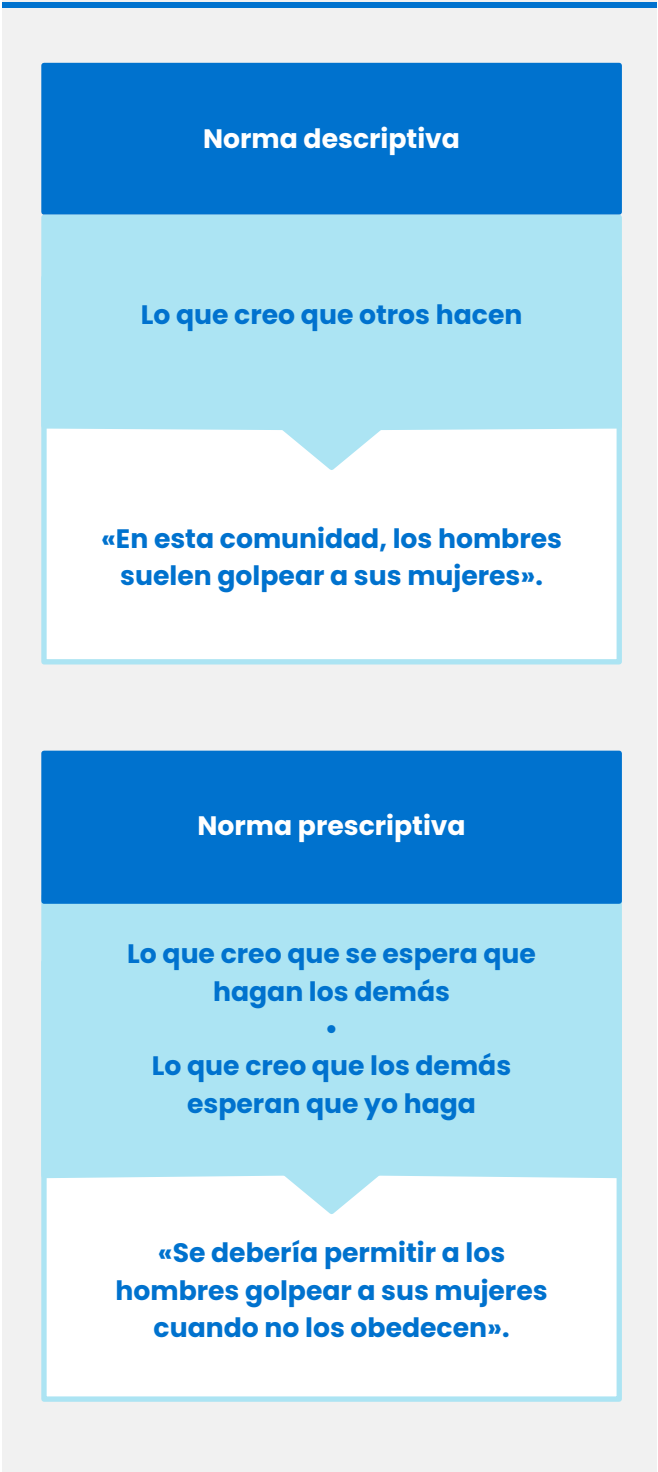 Norma descriptiva
Lo que creo que otros hacen
«En esta comunidad, los hombres
suelen golpear a sus mujeres».
Norma prescriptiva
Lo que creo que se espera que
hagan los demás
•
Lo que creo que los demás
esperan que yo haga
«Se debería permitir a los
hombres golpear a sus mujeres
cuando no los obedecen».